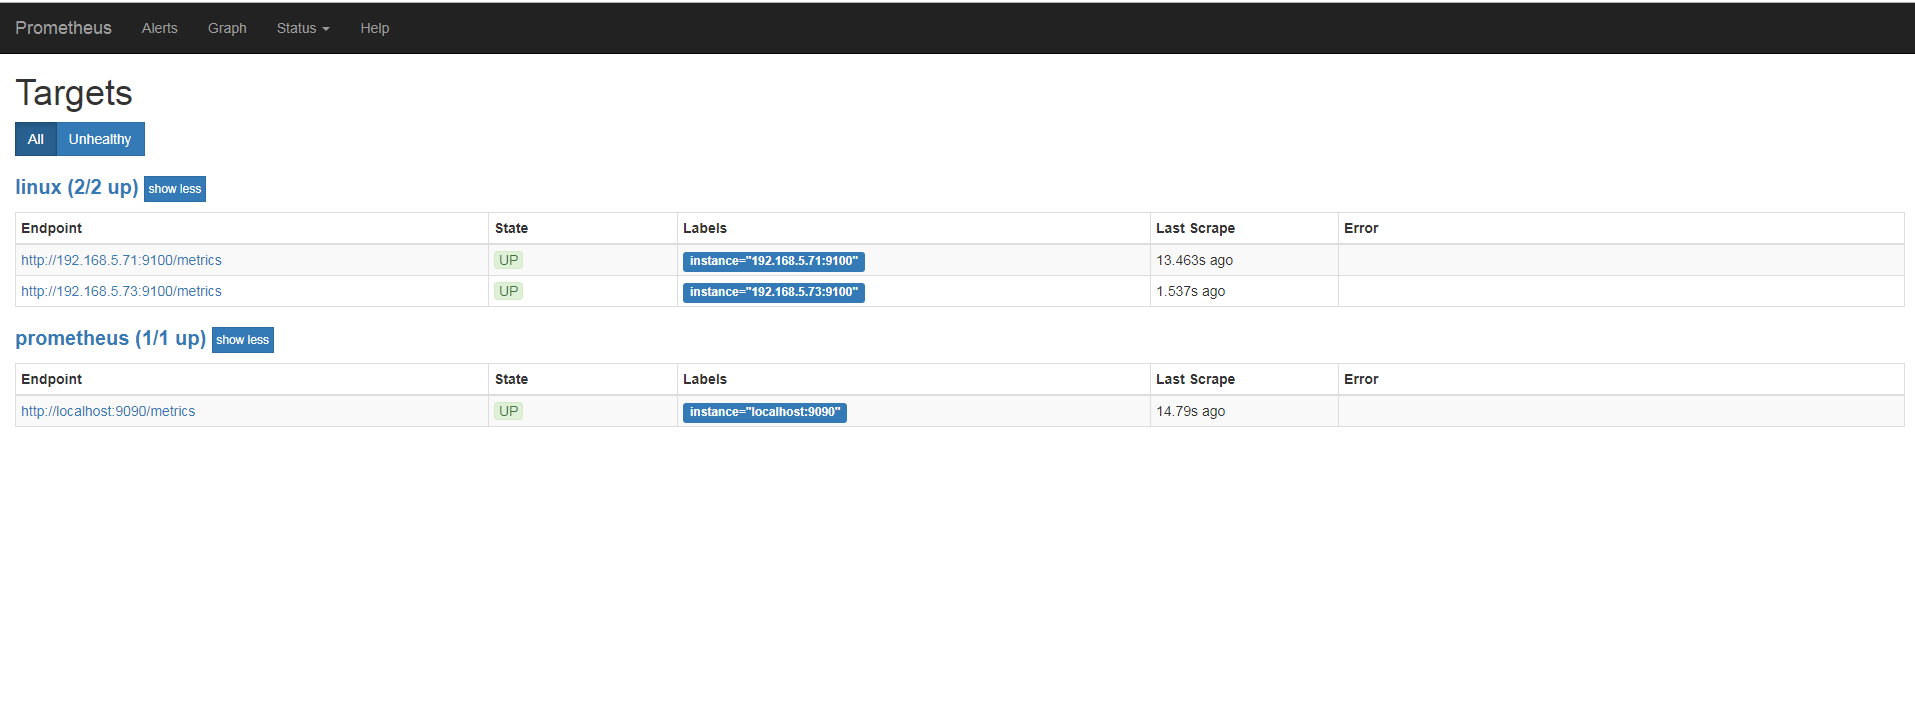 Prometheus Alerts Graph Status Help
Targets
All Unhealthy
linux (2/2 up) show less
Endpoint State Labels Last Scrape Error
http://192.168.5.71:9100/metrics UP instance="192.168.5.71:9100" 13.463s ago
http://192.168.5.73:9100/metrics UP instance="192.168.5.73:9100" 1.537s ago
prometheus (1/1 up) show less
Endpoint State Labels Last Scrape Error
http://localhost:9090/metrics UP instance="localhost:9090" 14.79s ago